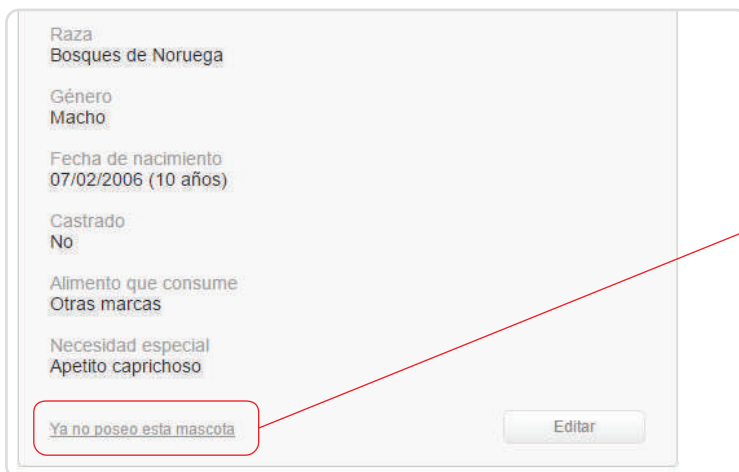 Raza
Bosques de Noruega
Género
Macho
Fecha de nacimiento
07/02/2006 (10 años)
Castrado
No
Alimento que consume
Otras marcas
Necesidad especial
Apetito caprichoso
Ya no poseo esta mascota
Editar